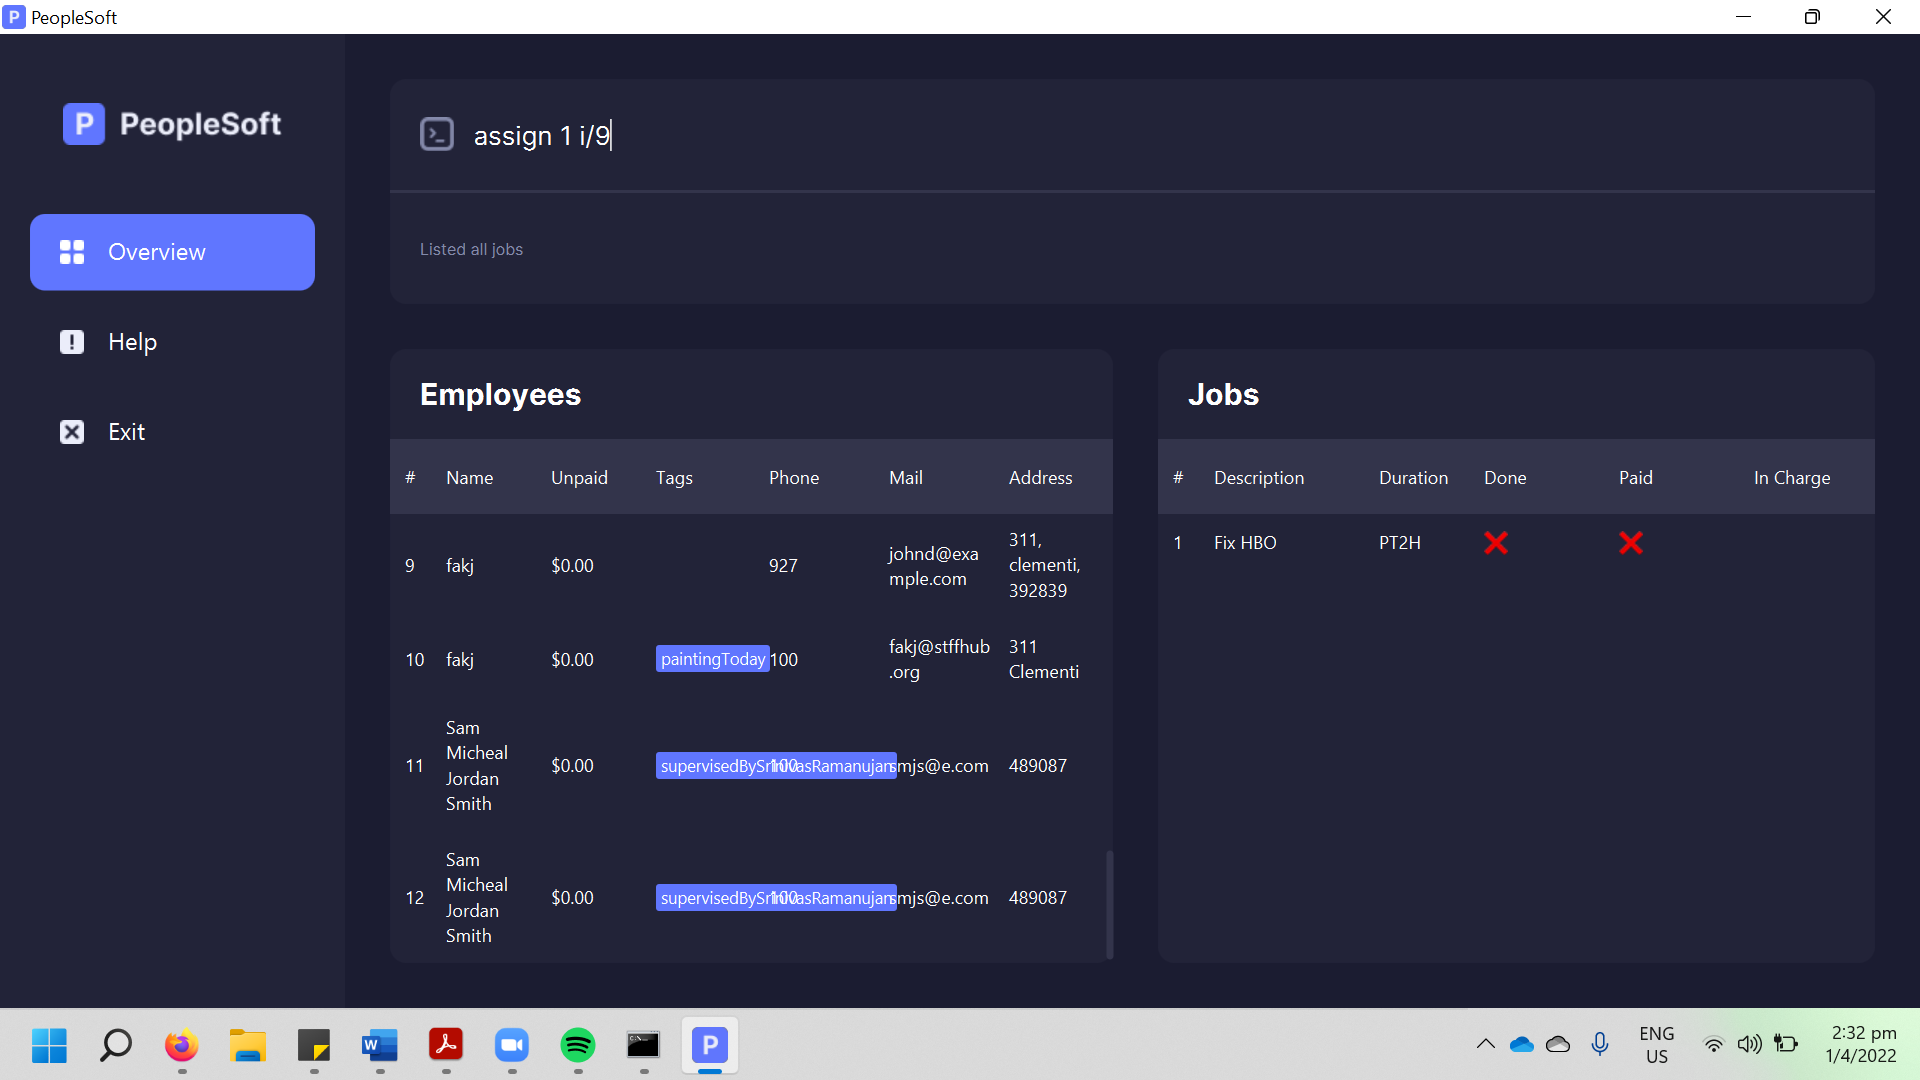 P PeopleSoft
P PeopleSoft
Overview
Help
Exit
assign 1 i/9
Listed all jobs
Employees
# Name Unpaid Tags Phone Mail Address
9 fakj $0.00 927 johnd@exa
mple.com 311,
clementi,
392839
10 fakj $0.00 paintingToday 100 fakj@stffhub
.org 311
Clementi
11 Sam
Micheal
Jordan
Smith $0.00 supervisedBySrinivasRamanujan 100 smjs@e.com 489087
12 Sam
Micheal
Jordan
Smith $0.00 supervisedBySrinivasRamanujan 100 smjs@e.com 489087
Jobs
# Description Duration Done Paid In Charge
1 Fix HBO PT2H
W
P
ENG
US
2:32 pm
1/4/2022